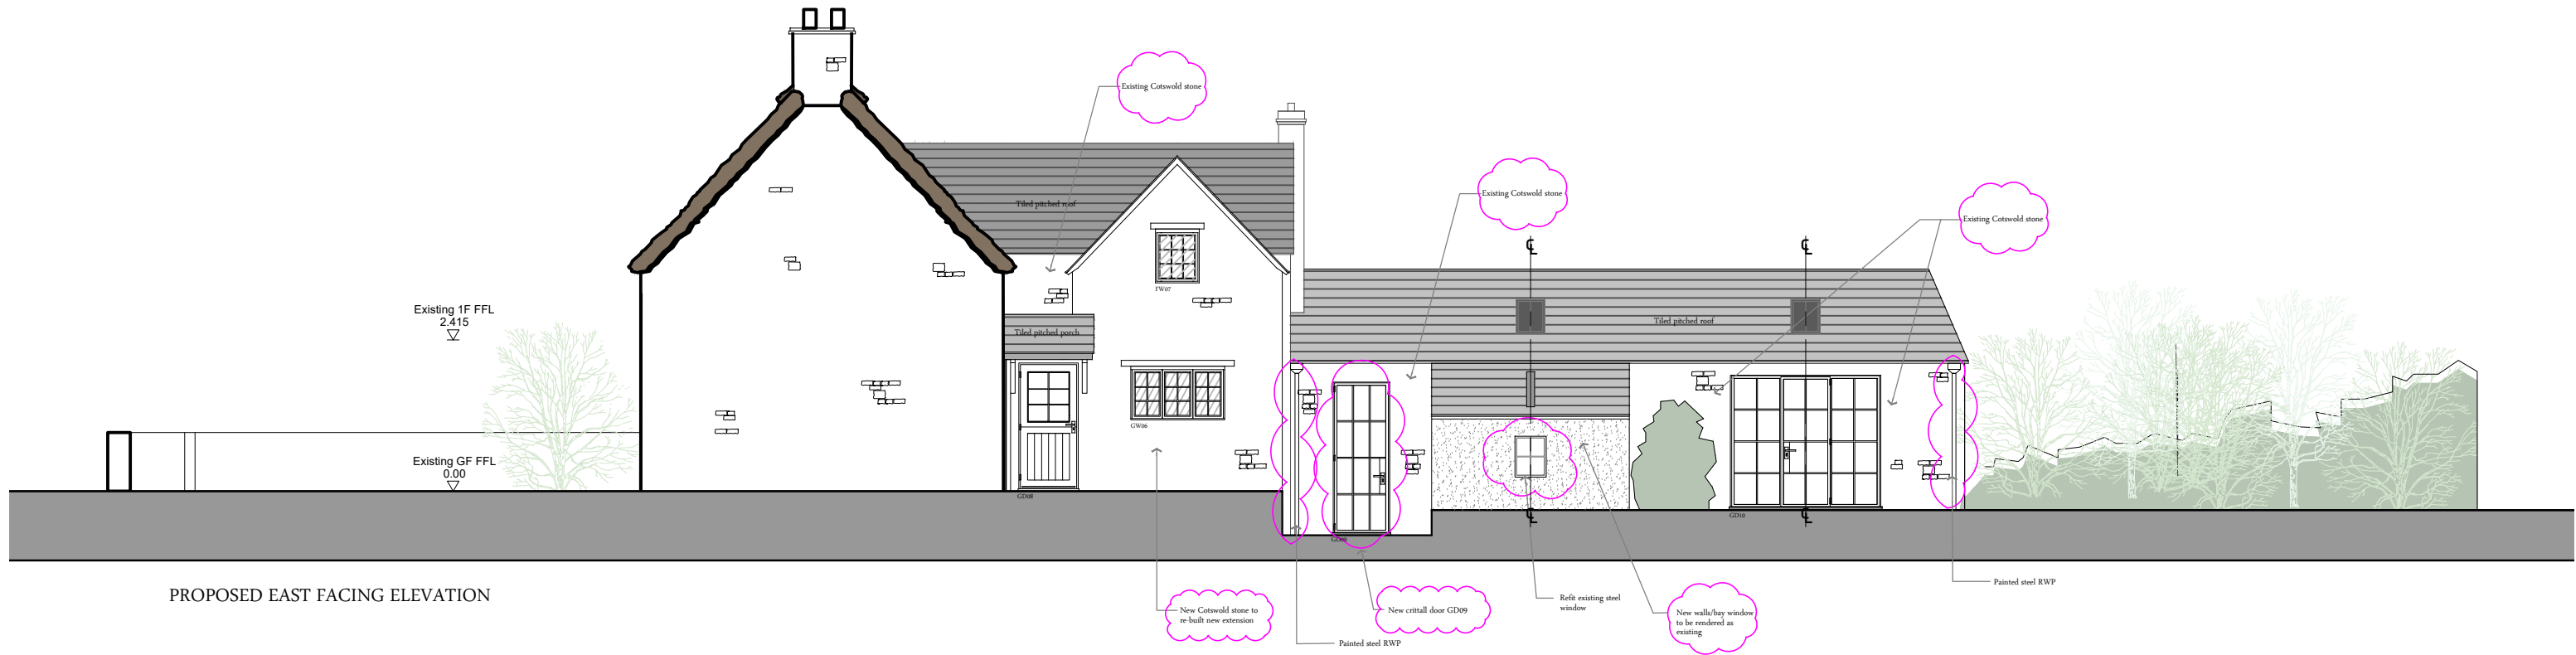 Existing Cotswold stone
Existing Cotswold stone
Existing Cotswold stone
Tiled pitched roof
FW07
Existing 1F FFL
2.415
Tiled pitched porch
Tiled pitched roof
GW06
Existing GF FFL
0.00
GD08
GD10
GD09
PROPOSED EAST FACING ELEVATION
New Cotswold stone to
re-built new extension
New crittall door GD09
Refit existing steel
window
New walls/bay window
to be rendered as
existing
Painted steel RWP
Painted steel RWP